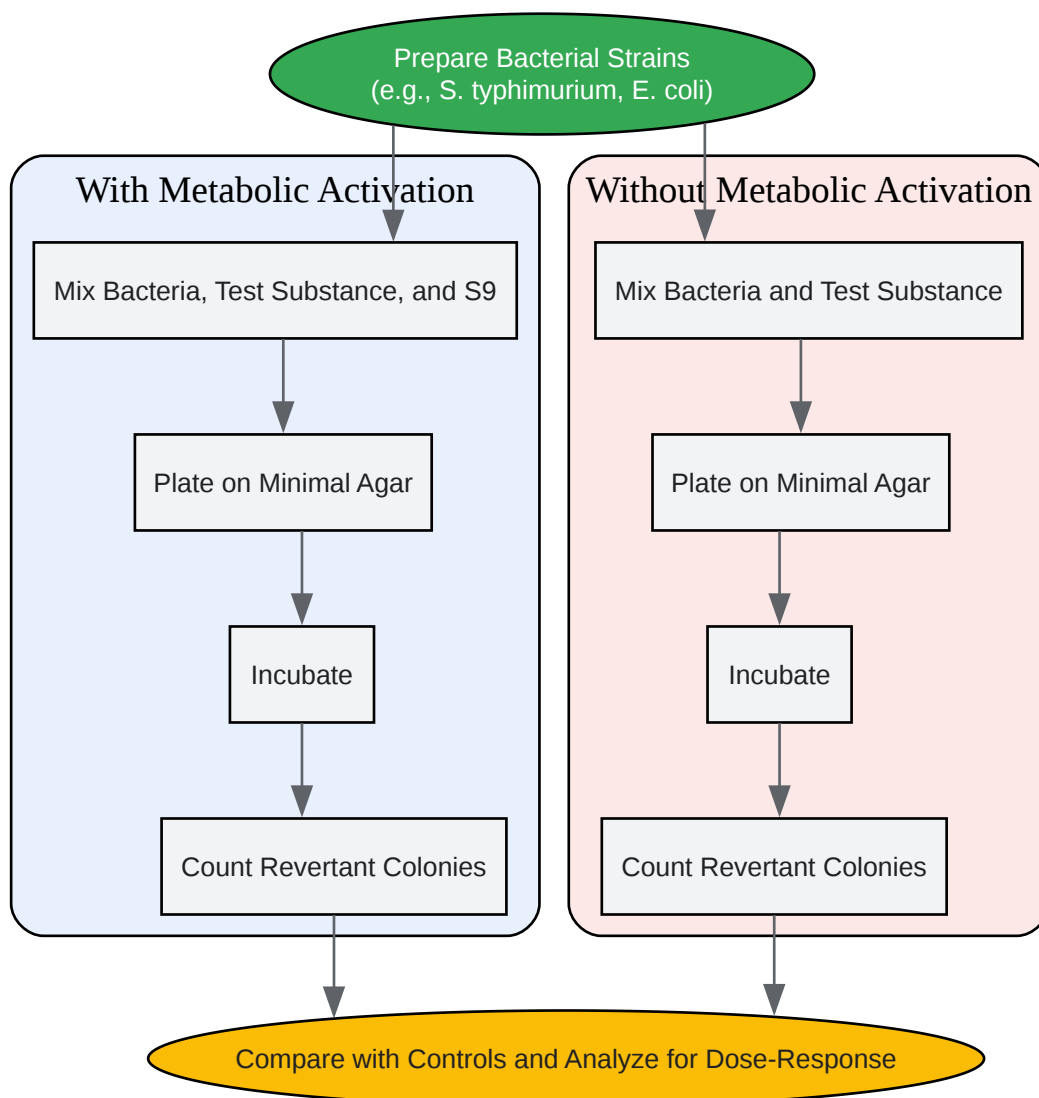 Prepare Bacterial Strains
(e.g., S. typhimurium, E. coli)
With Metabolic Activation
Mix Bacteria, Test Substance, and S9
Plate on Minimal Agar
Incubate
Count Revertant Colonies
Without Metabolic Activation
Mix Bacteria and Test Substance
Plate on Minimal Agar
Incubate
Count Revertant Colonies
Compare with Controls and Analyze for Dose-Response